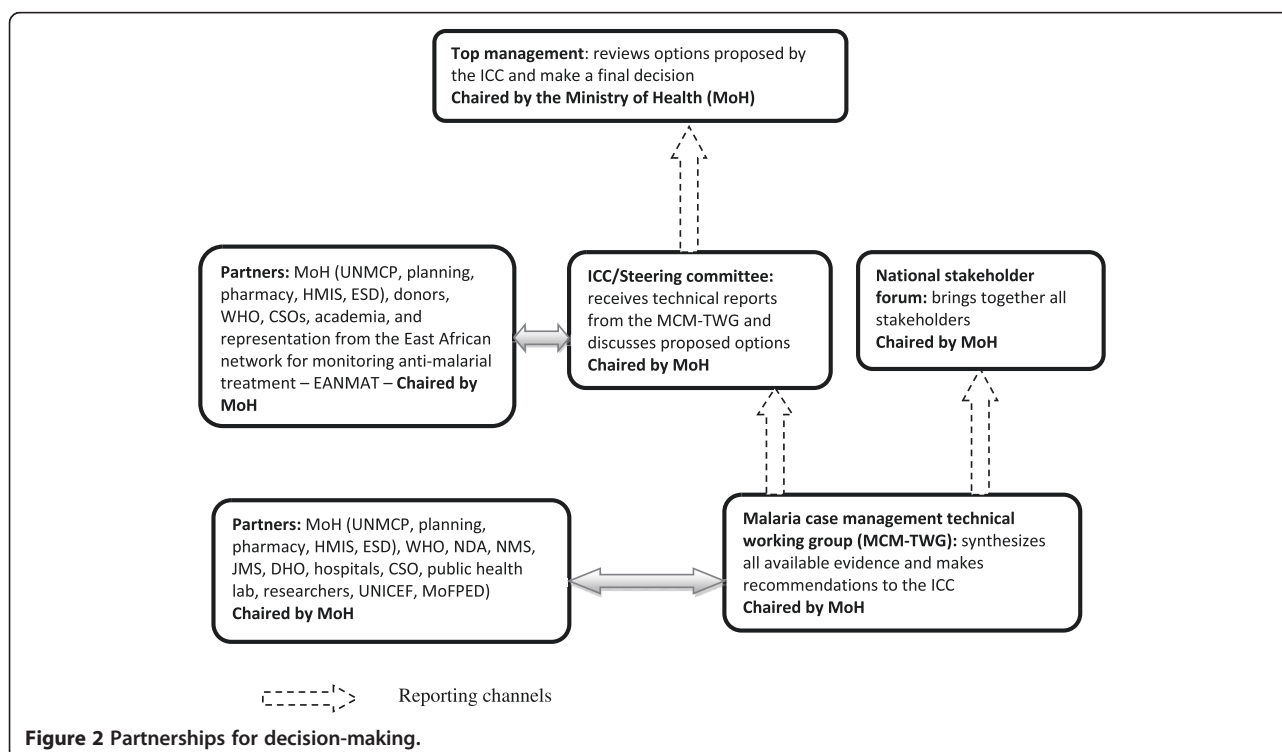 Top management: reviews options proposed by
the ICC and make a final decision
Chaired by the Ministry of Health (MoH)
Partners: MoH (UNMCP, planning,
pharmacy, HMIS, ESD), donors,
WHO, CSOs, academia, and
representation from the East African
network for monitoring anti-malarial
treatment – EANMAT – Chaired by
MoH
ICC/Steering committee:
receives technical reports
from the MCM-TWG and
discusses proposed options
Chaired by MoH
National stakeholder
forum: brings together all
stakeholders
Chaired by MoH
Partners: MoH (UNMCP, planning,
pharmacy, HMIS, ESD), WHO, NDA, NMS,
JMS, DHO, hospitals, CSO, public health
lab, researchers, UNICEF, MoFPED)
Chaired by MoH
Malaria case management technical
working group (MCM-TWG): synthesizes
all available evidence and makes
recommendations to the ICC
Chaired by MoH
Reporting channels
Figure 2 Partnerships for decision-making.